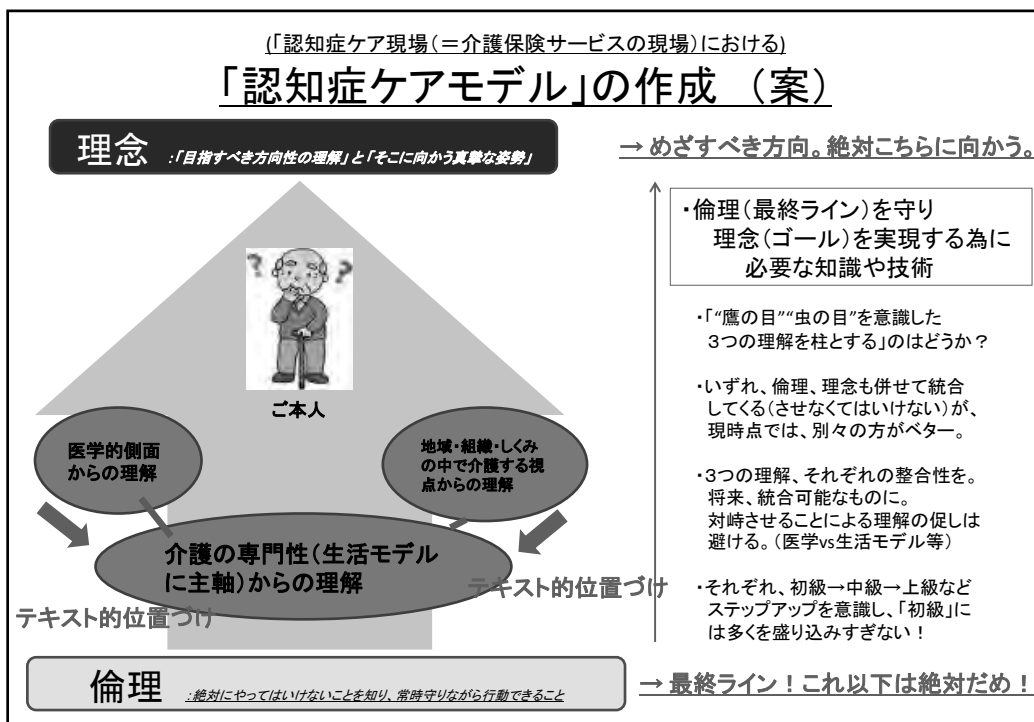 (「認知症ケア現場(＝介護保険サービスの現場)における)
「認知症ケアモデル」の作成　(案)
理念　:「目指すべき方向性の理解」と「そこに向かう真摯な姿勢」
→ めざすべき方向。絶対こちらに向かう。
? ?
ご本人
医学的側面
からの理解
地域・組織・しくみ
の中で介護する視
点からの理解
介護の専門性(生活モデル
に主軸)からの理解
テキスト的位置づけ
テキスト的位置づけ
・倫理(最終ライン)を守り
理念(ゴール)を実現する為に
必要な知識や技術
・「“鷹の目”“虫の目”を意識した
3つの理解を柱とする」のはどうか？
・いずれ、倫理、理念も併せて統合
してくる(させなくてはいけない)が、
現時点では、別々の方がベター。
・3つの理解、それぞれの整合性を。
将来、統合可能なものに。
対峙させることによる理解の促しは
避ける。(医学vs生活モデル等)
・それぞれ、初級→中級→上級など
ステップアップを意識し、「初級」に
は多くを盛り込みすぎない！
倫理　:絶対にやってはいけないことを知り、常時守りながら行動できること
→ 最終ライン！これ以下は絶対だめ！